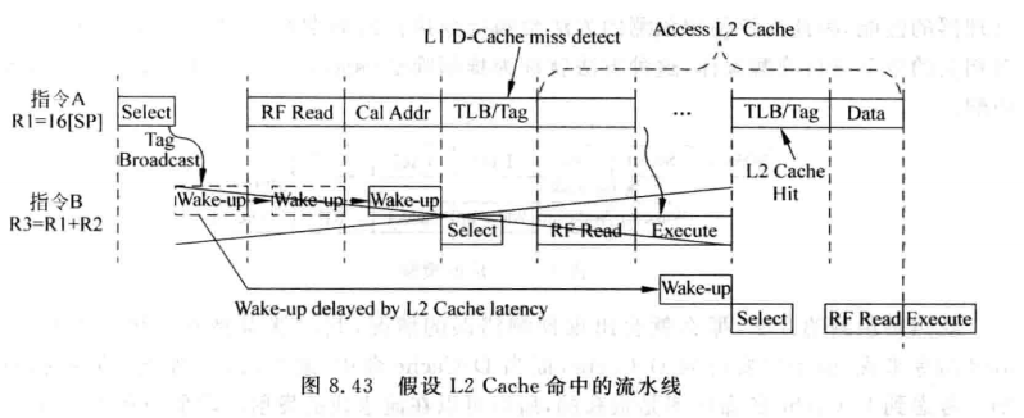 L1 D-Cache miss detect
Access L2 Cache
指令A
R1=16[SP]
Select
RF Read
Cal Addr
TLB/Tag
...
TLB/Tag
Data
Tag
Broadcast
L2 Cache
Hit
指令B
R3=R1+R2
Wake-up
Wake-up
Wake-up
Select
RF Read
Execute
Wake-up delayed by L2 Cache latency
Wake-up
Select
RF Read
Execute
图 8.43 假设 L2 Cache 命中的流水线